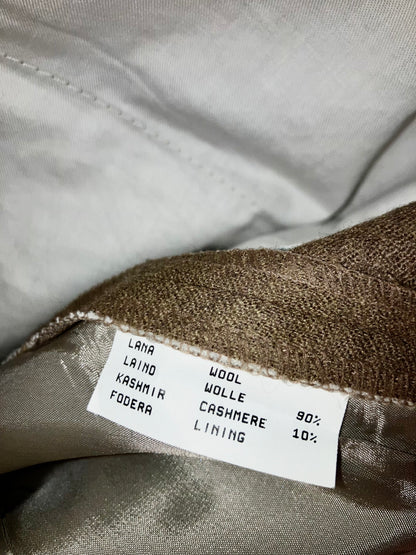 LANA WOOL
LAINO WOLLE 90%
KASHMIR CASHMERE 10%
FODERA LINING